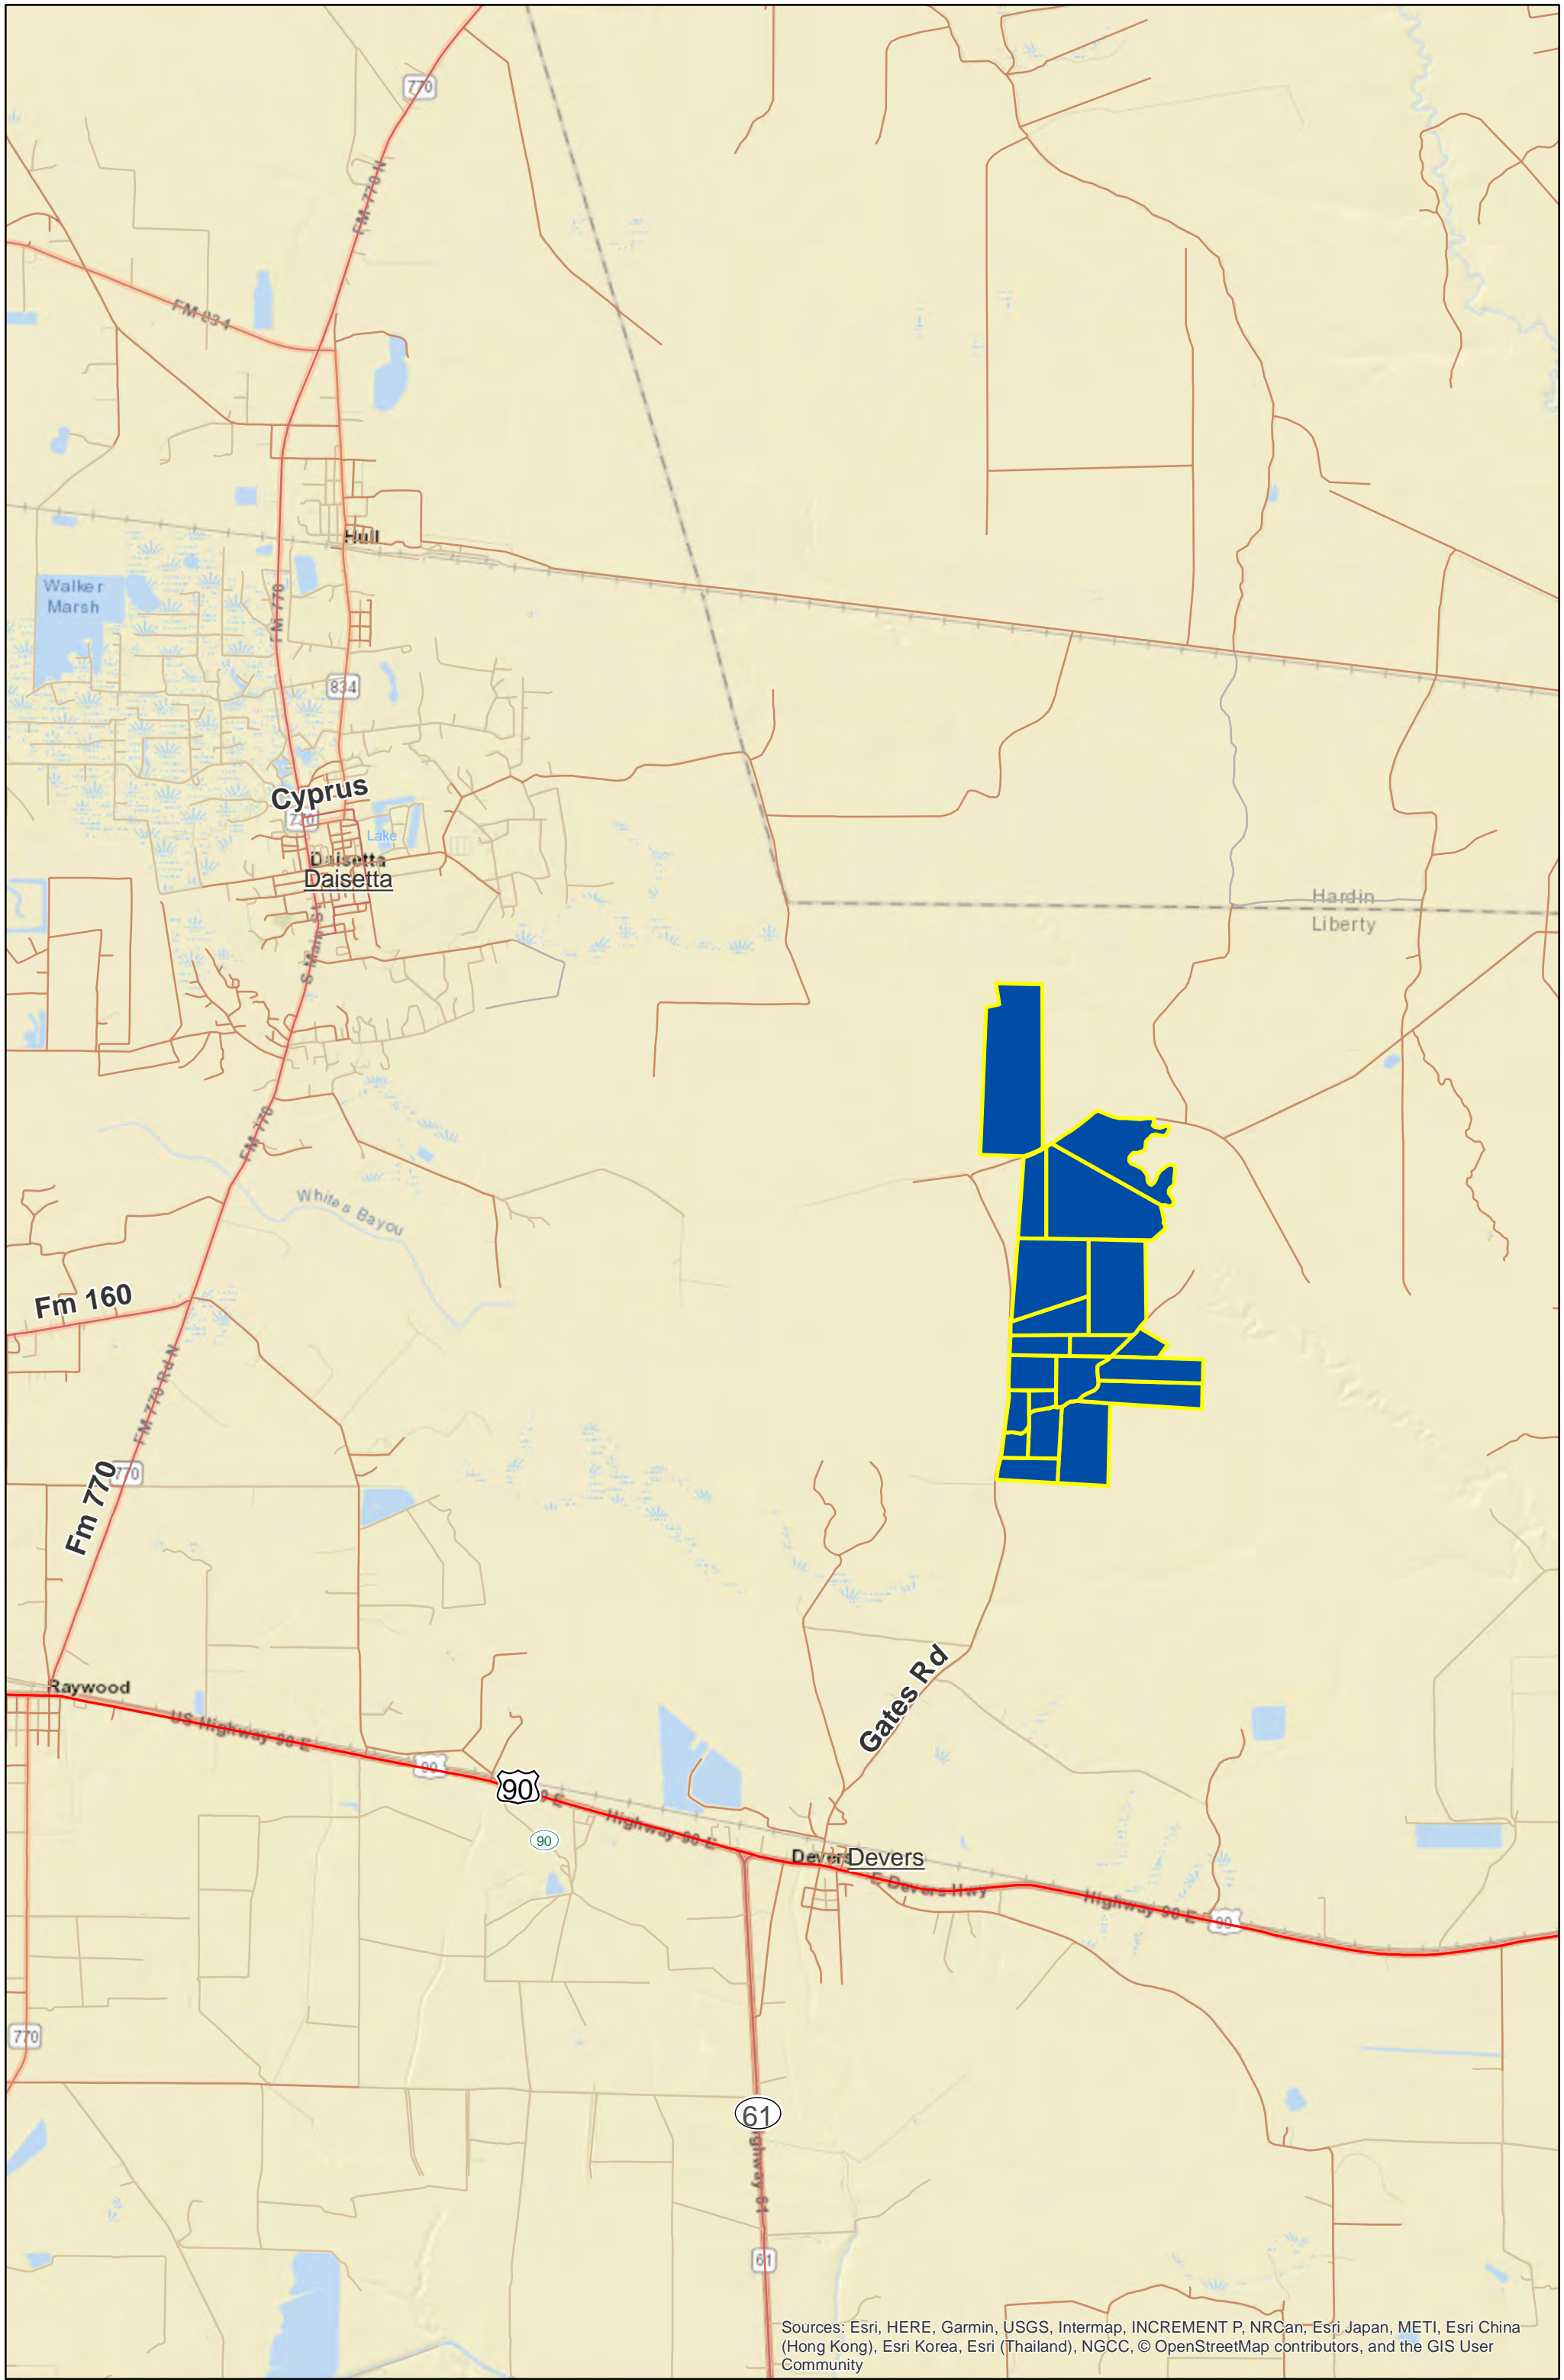 770
FM 770 N
FM 834
Hull
Walker
Marsh
FM 770
834
Cyprus
770
Lake
Daisetta
Daisetta
S Main St
Hardin
Liberty
FM 770
Whites Bayou
Fm 160
FM 770 Rd N
770
Fm 770
Gates Rd
Raywood
US Highway 90 E
90
90
90
Highway 90 E
Devers
Devers
E Devers Hwy
Highway 90 E
90
770
61
61
Sources: Esri, HERE, Garmin, USGS, Intermap, INCREMENT P, NRCan, Esri Japan, METI, Esri China
(Hong Kong), Esri Korea, Esri (Thailand), NGCC, © OpenStreetMap contributors, and the GIS User
Community